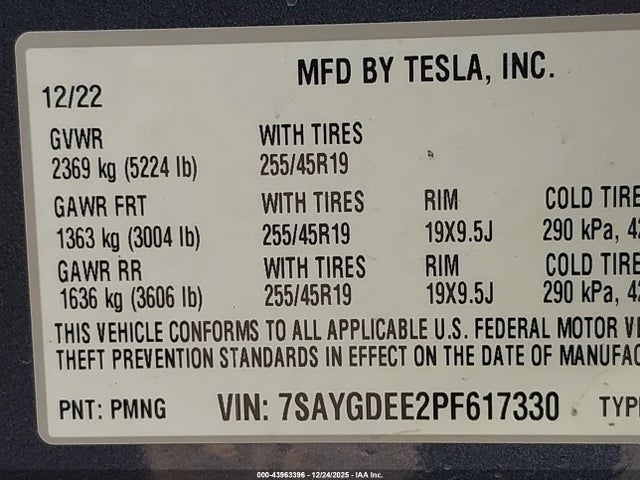 MFD BY TESLA, INC.
12/22
GVWR WITH TIRES
2369 kg (5224 lb) 255/45R19
GAWR FRT WITH TIRES RIM COLD TIRE
1363 kg (3004 lb) 255/45R19 19X9.5J 290 kPa, 42
GAWR RR WITH TIRES RIM COLD TIRE
1636 kg (3606 lb) 255/45R19 19X9.5J 290 kPa, 42
THIS VEHICLE CONFORMS TO ALL APPLICABLE U.S. FEDERAL MOTOR
THEFT PREVENTION STANDARDS IN EFFECT ON THE DATE OF
PNT: PMNG VIN: 7SAYGDEE2PF617330 TYPE
000-43963396 - 12/24/2025 - IAA Inc.